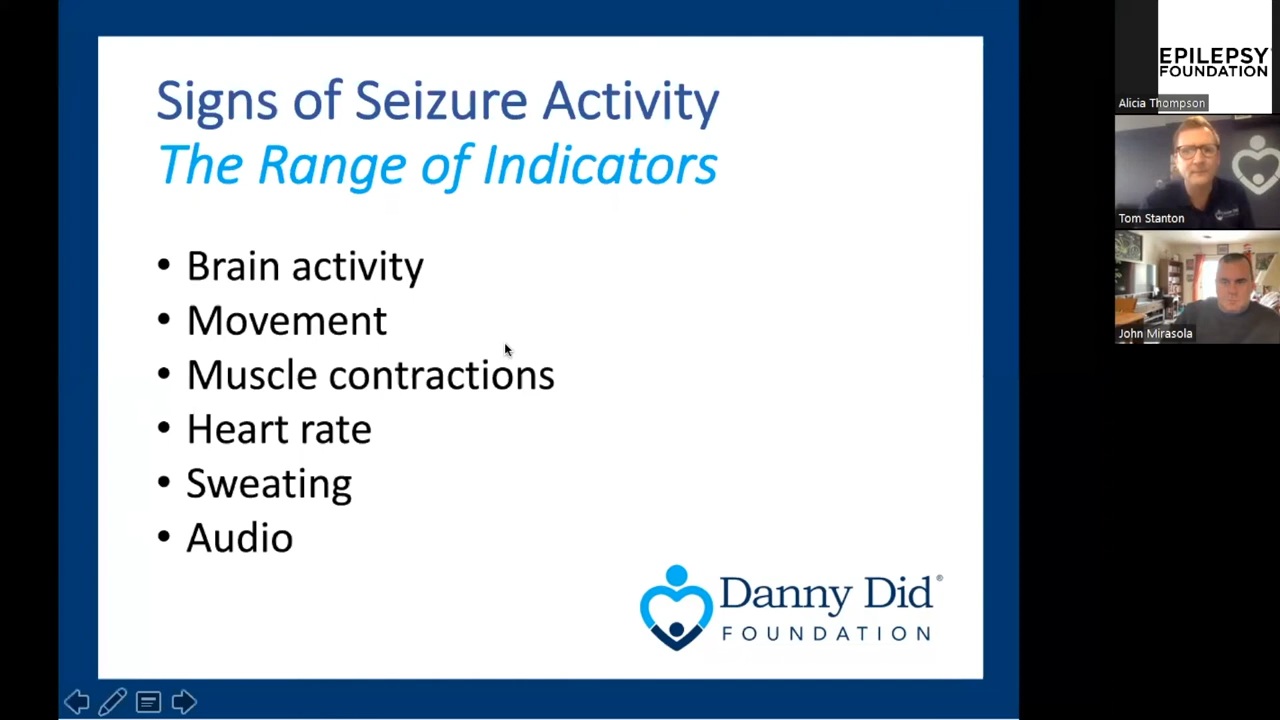 Signs of Seizure Activity
The Range of Indicators
• Brain activity
• Movement
• Muscle contractions
• Heart rate
• Sweating
• Audio
Danny Did®
FOUNDATION
EPILEPSY
FOUNDATION
Alicia Thompson
Tom Stanton
John Mirasola